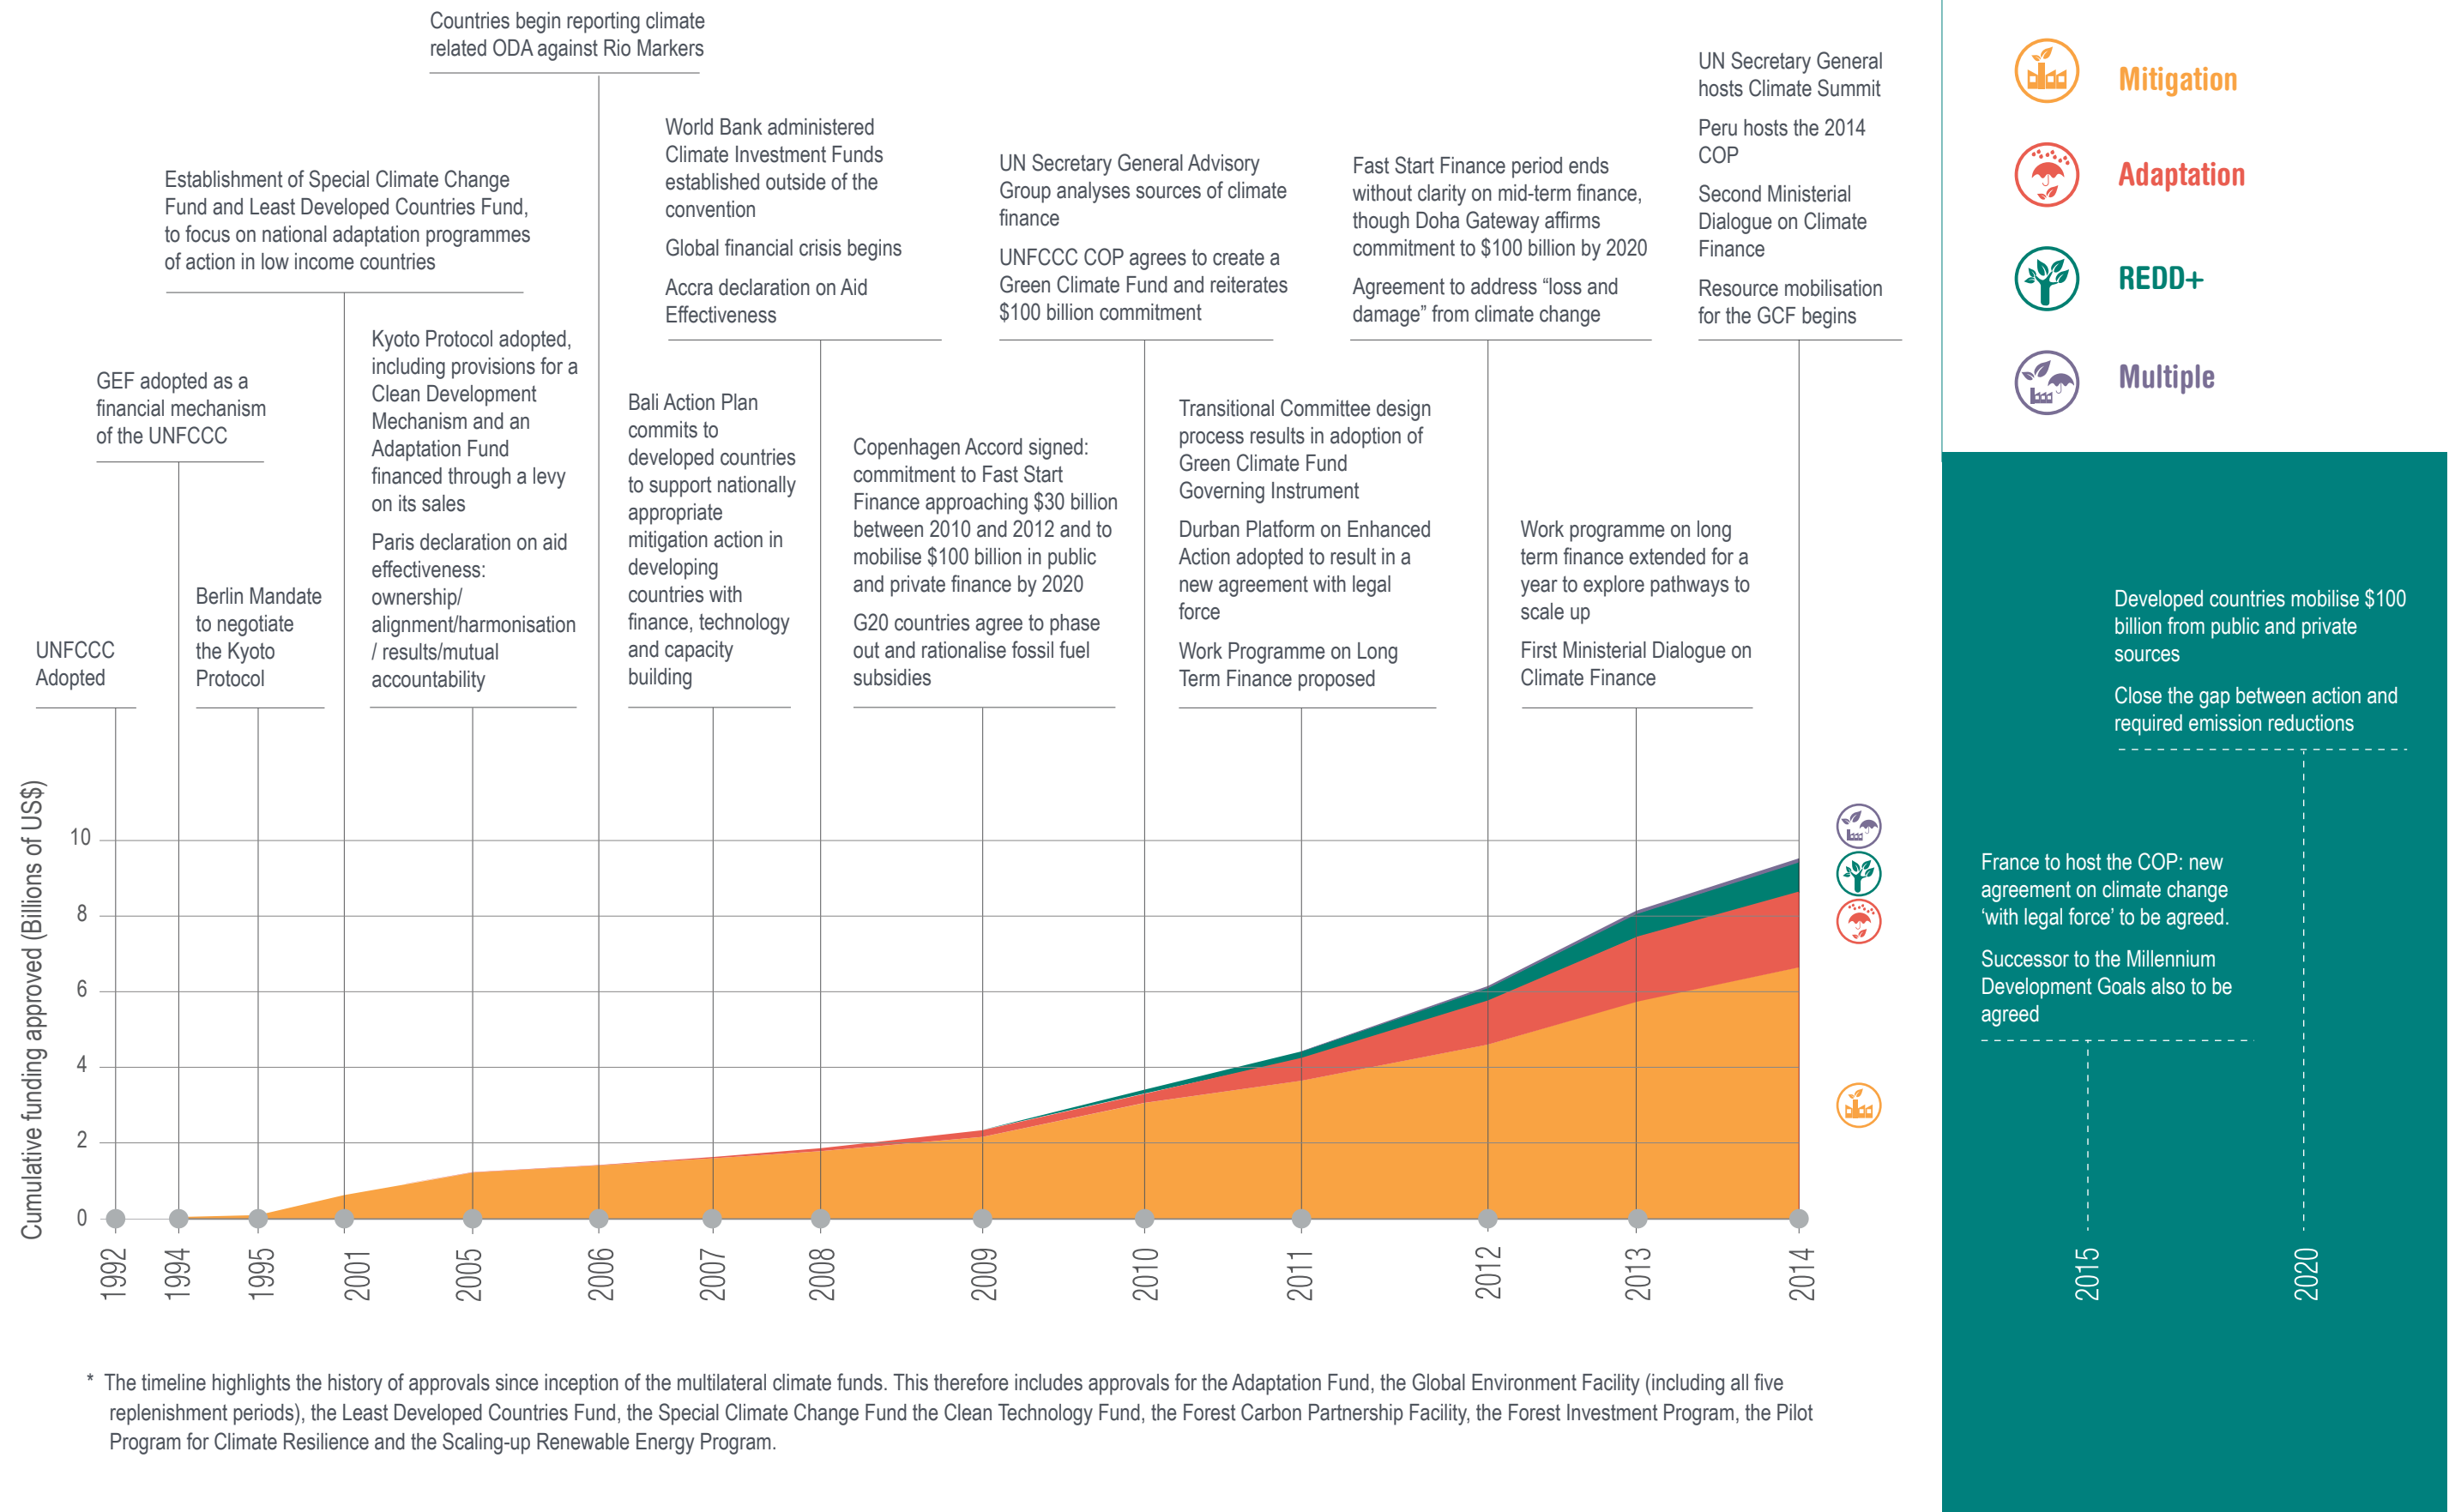 Countries begin reporting climate
related ODA against Rio Markers
Establishment of Special Climate Change
Fund and Least Developed Countries Fund,
to focus on national adaptation programmes
of action in low income countries
World Bank administered
Climate Investment Funds
established outside of the
convention
Global financial crisis begins
Accra declaration on Aid
Effectiveness
UN Secretary General Advisory
Group analyses sources of climate
finance
UNFCCC COP agrees to create a
Green Climate Fund and reiterates
$100 billion commitment
Fast Start Finance period ends
without clarity on mid-term finance,
though Doha Gateway affirms
commitment to $100 billion by 2020
Agreement to address “loss and
damage” from climate change
UN Secretary General
hosts Climate Summit
Peru hosts the 2014
COP
Second Ministerial
Dialogue on Climate
Finance
Resource mobilisation
for the GCF begins
GEF adopted as a
financial mechanism
of the UNFCCC
Kyoto Protocol adopted,
including provisions for a
Clean Development
Mechanism and an
Adaptation Fund
financed through a levy
on its sales
Paris declaration on aid
effectiveness:
ownership/
alignment/harmonisation
/ results/mutual
accountability
Bali Action Plan
commits to
developed countries
to support nationally
appropriate
mitigation action in
developing
countries with
finance, technology
and capacity
building
Copenhagen Accord signed:
commitment to Fast Start
Finance approaching $30 billion
between 2010 and 2012 and to
mobilise $100 billion in public
and private finance by 2020
G20 countries agree to phase
out and rationalise fossil fuel
subsidies
Transitional Committee design
process results in adoption of
Green Climate Fund
Governing Instrument
Durban Platform on Enhanced
Action adopted to result in a
new agreement with legal
force
Work Programme on Long
Term Finance proposed
Work programme on long
term finance extended for a
year to explore pathways to
scale up
First Ministerial Dialogue on
Climate Finance
UNFCCC
Adopted
Berlin Mandate
to negotiate
the Kyoto
Protocol
Mitigation
Adaptation
REDD+
Multiple
Developed countries mobilise $100
billion from public and private
sources
Close the gap between action and
required emission reductions
France to host the COP: new
agreement on climate change
‘with legal force’ to be agreed.
Successor to the Millennium
Development Goals also to be
agreed
Cumulative funding approved (Billions of US$)
10
8
6
4
2
0
1992
1994
1995
2001
2005
2006
2007
2008
2009
2010
2011
2012
2013
2014
2015
2020
* The timeline highlights the history of approvals since inception of the multilateral climate funds. This therefore includes approvals for the Adaptation Fund, the Global Environment Facility (including all five
replenishment periods), the Least Developed Countries Fund, the Special Climate Change Fund the Clean Technology Fund, the Forest Carbon Partnership Facility, the Forest Investment Program, the Pilot
Program for Climate Resilience and the Scaling-up Renewable Energy Program.